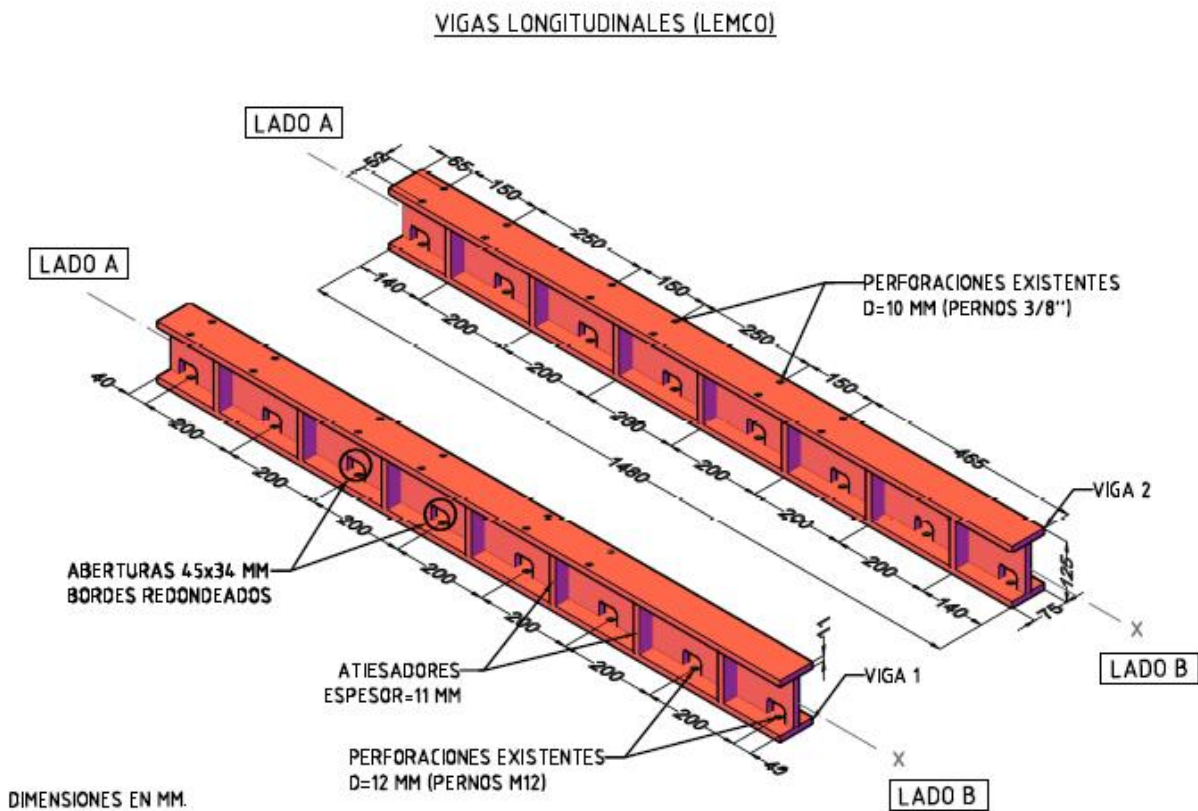 VIGAS LONGITUDINALES (LEMCO)
LADO A
52
65
150
250
150
250
150
465
LADO A
PERFORACIONES EXISTENTES
D=10 MM (PERNOS 3/8'')
140
200
200
200
200
200
200
140
1480
VIGA 2
125
75
X
LADO B
40
200
200
200
200
200
200
200
40
ABERTURAS 45x34 MM
BORDES REDONDEADOS
11
ATIESADORES
ESPESOR=11 MM
VIGA 1
PERFORACIONES EXISTENTES
D=12 MM (PERNOS M12)
X
LADO B
DIMENSIONES EN MM.